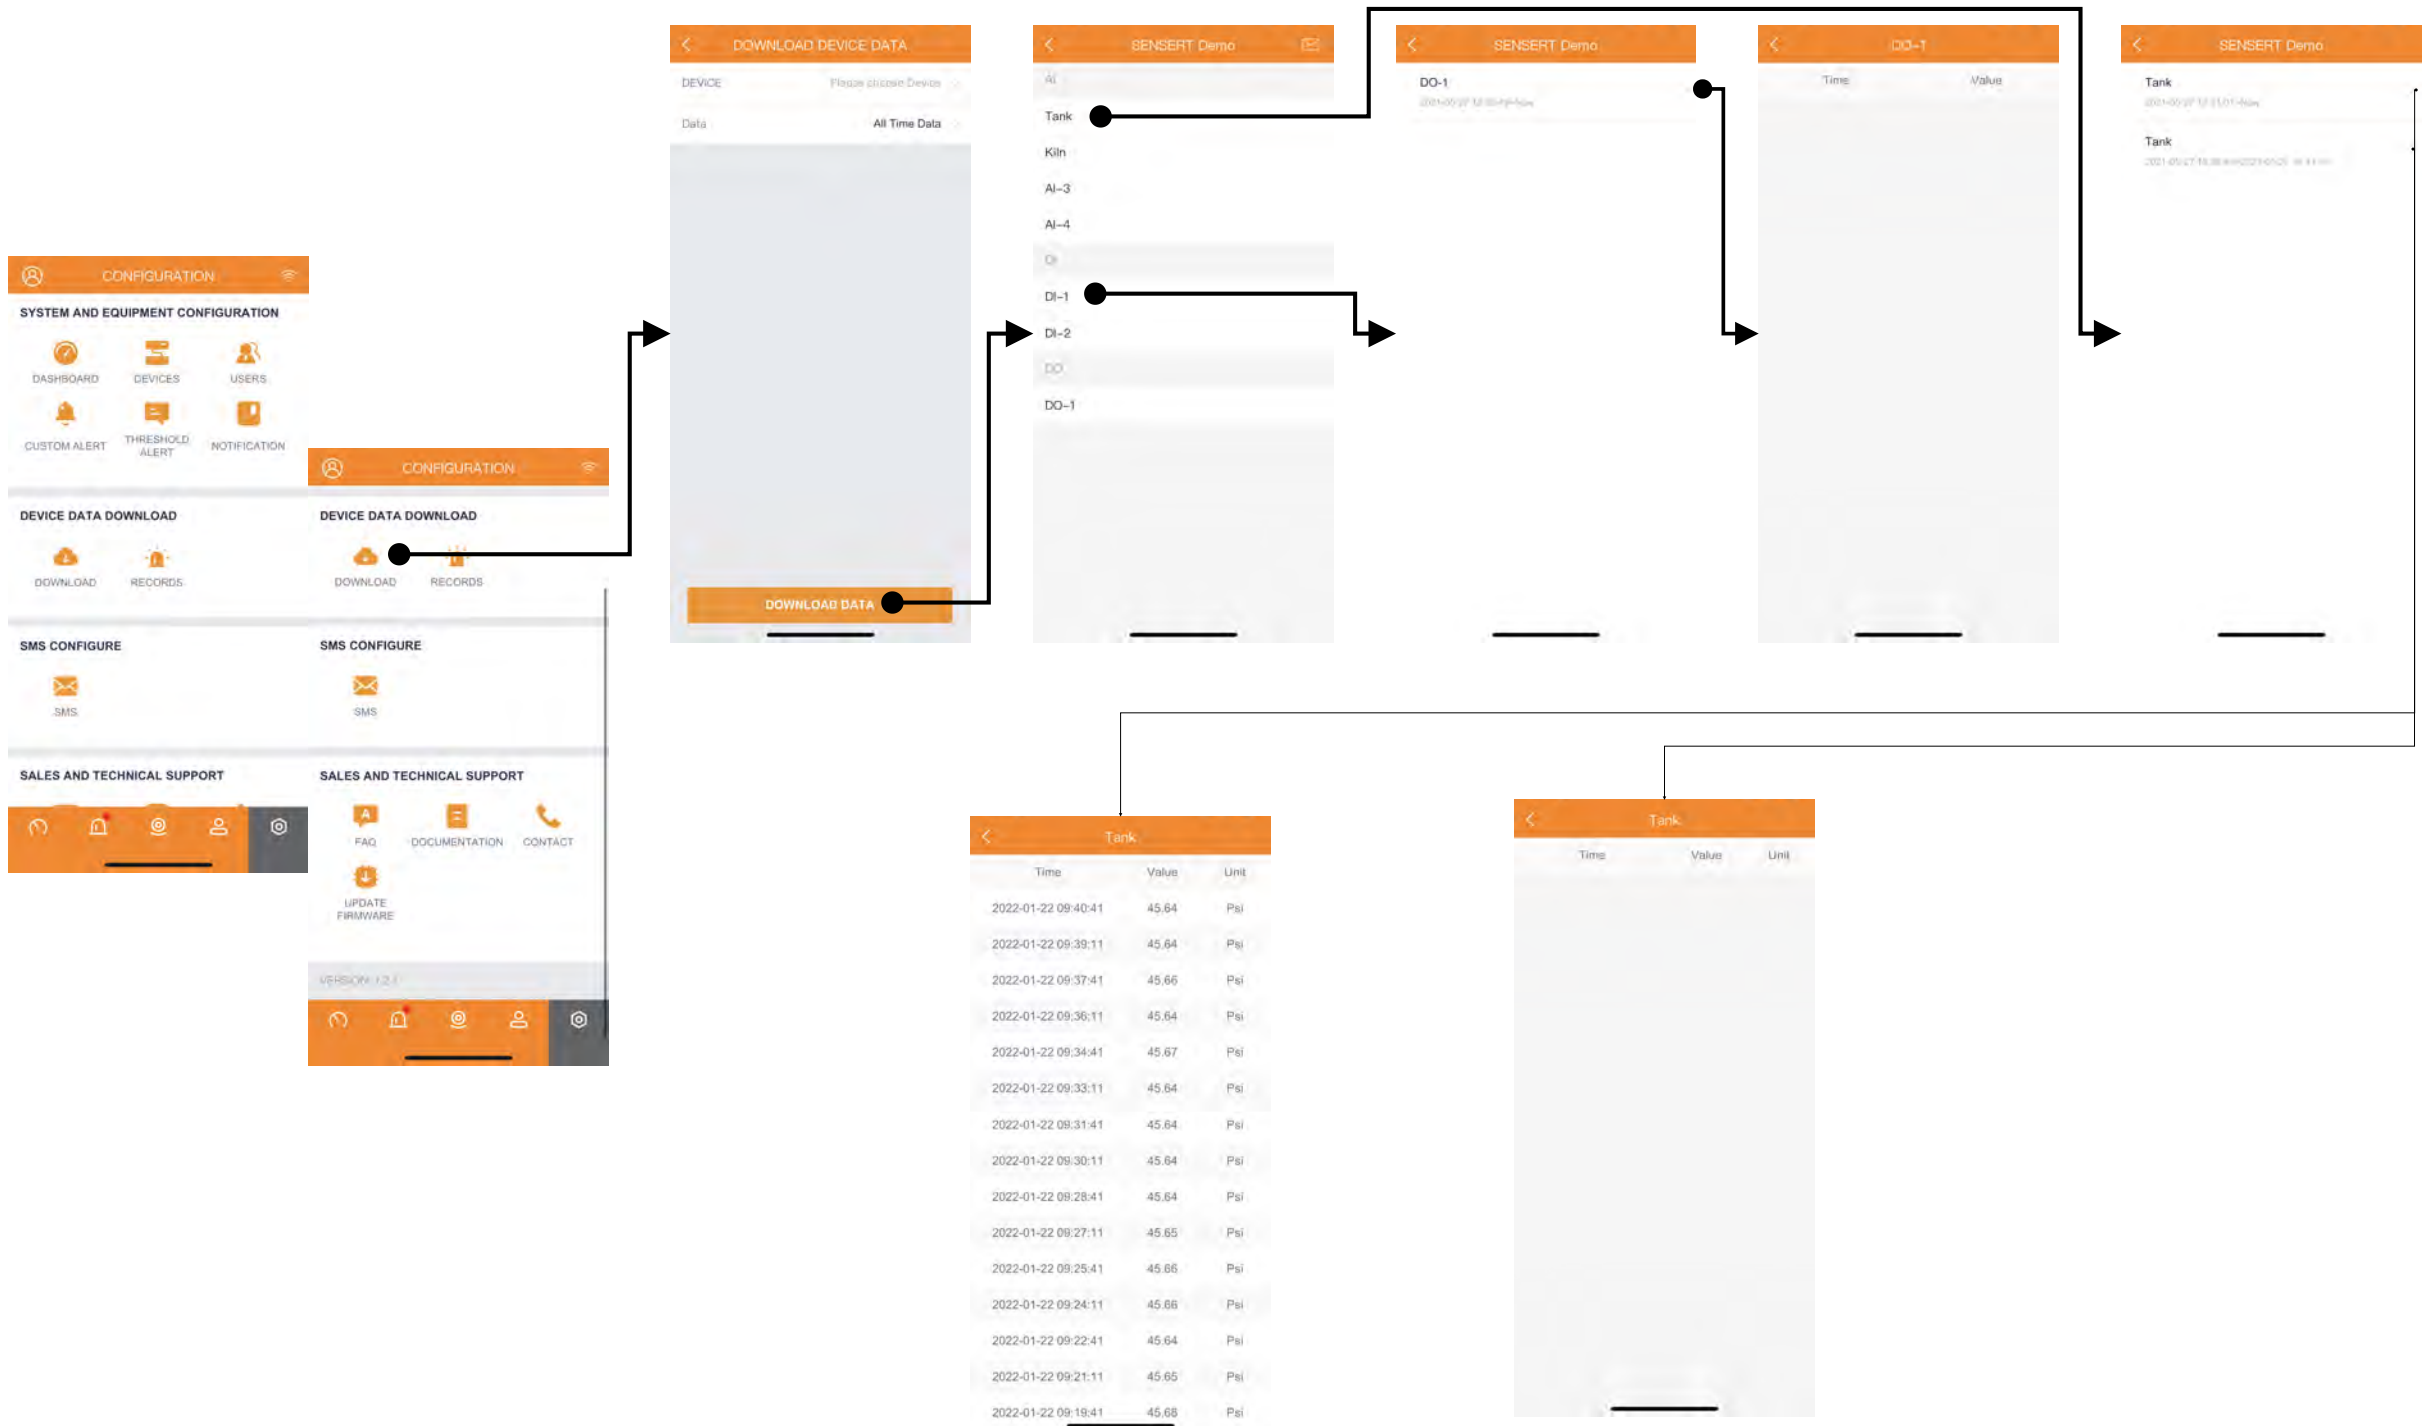 CONFIGURATION
SYSTEM AND EQUIPMENT CONFIGURATION
DASHBOARD DEVICES USERS
CUSTOM ALERT THRESHOLD ALERT NOTIFICATION
DEVICE DATA DOWNLOAD
DOWNLOAD RECORDS
SMS CONFIGURE
SMS
SALES AND TECHNICAL SUPPORT
CONFIGURATION
DEVICE DATA DOWNLOAD
DOWNLOAD RECORDS
SMS CONFIGURE
SMS
SALES AND TECHNICAL SUPPORT
FAQ DOCUMENTATION CONTACT
UPDATE
FIRMWARE
VERSION: 1.2.1
DOWNLOAD DEVICE DATA
DEVICE Please choose Device
Data All Time Data
DOWNLOAD DATA
SENSERT Demo
AI
Tank
Kiln
AI-3
AI-4
DI
DI-1
DI-2
DO
DO-1
SENSERT Demo
DO-1
DO-1
Time Value
SENSERT Demo
Tank
Tank
Tank
Time Value Unit
2022-01-22 09:40:41 45.64 Psi
2022-01-22 09:39:11 45.64 Psi
2022-01-22 09:37:41 45.66 Psi
2022-01-22 09:36:11 45.64 Psi
2022-01-22 09:34:41 45.67 Psi
2022-01-22 09:33:11 45.64 Psi
2022-01-22 09:31:41 45.64 Psi
2022-01-22 09:30:11 45.64 Psi
2022-01-22 09:28:41 45.64 Psi
2022-01-22 09:27:11 45.65 Psi
2022-01-22 09:25:41 45.66 Psi
2022-01-22 09:24:11 45.66 Psi
2022-01-22 09:22:41 45.64 Psi
2022-01-22 09:21:11 45.65 Psi
2022-01-22 09:19:41 45.68 Psi
Tank
Time Value Unit